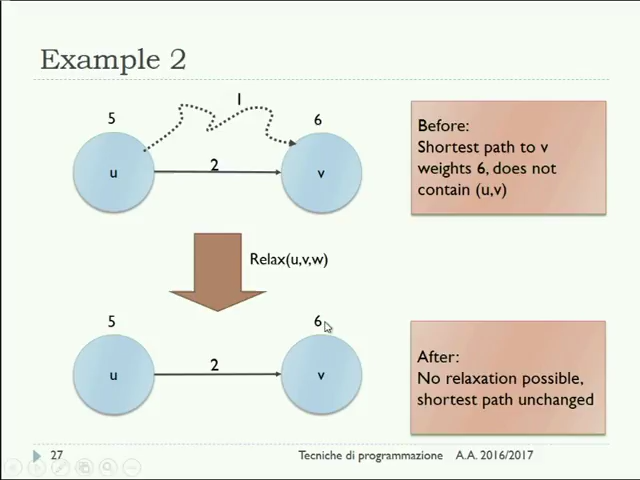 Example 2
1
5
6
u
2
v
Before:
Shortest path to v
weights 6, does not
contain (u,v)
Relax(u,v,w)
5
6
u
2
v
After:
No relaxation possible,
shortest path unchanged
27
Tecniche di programmazione A.A. 2016/2017